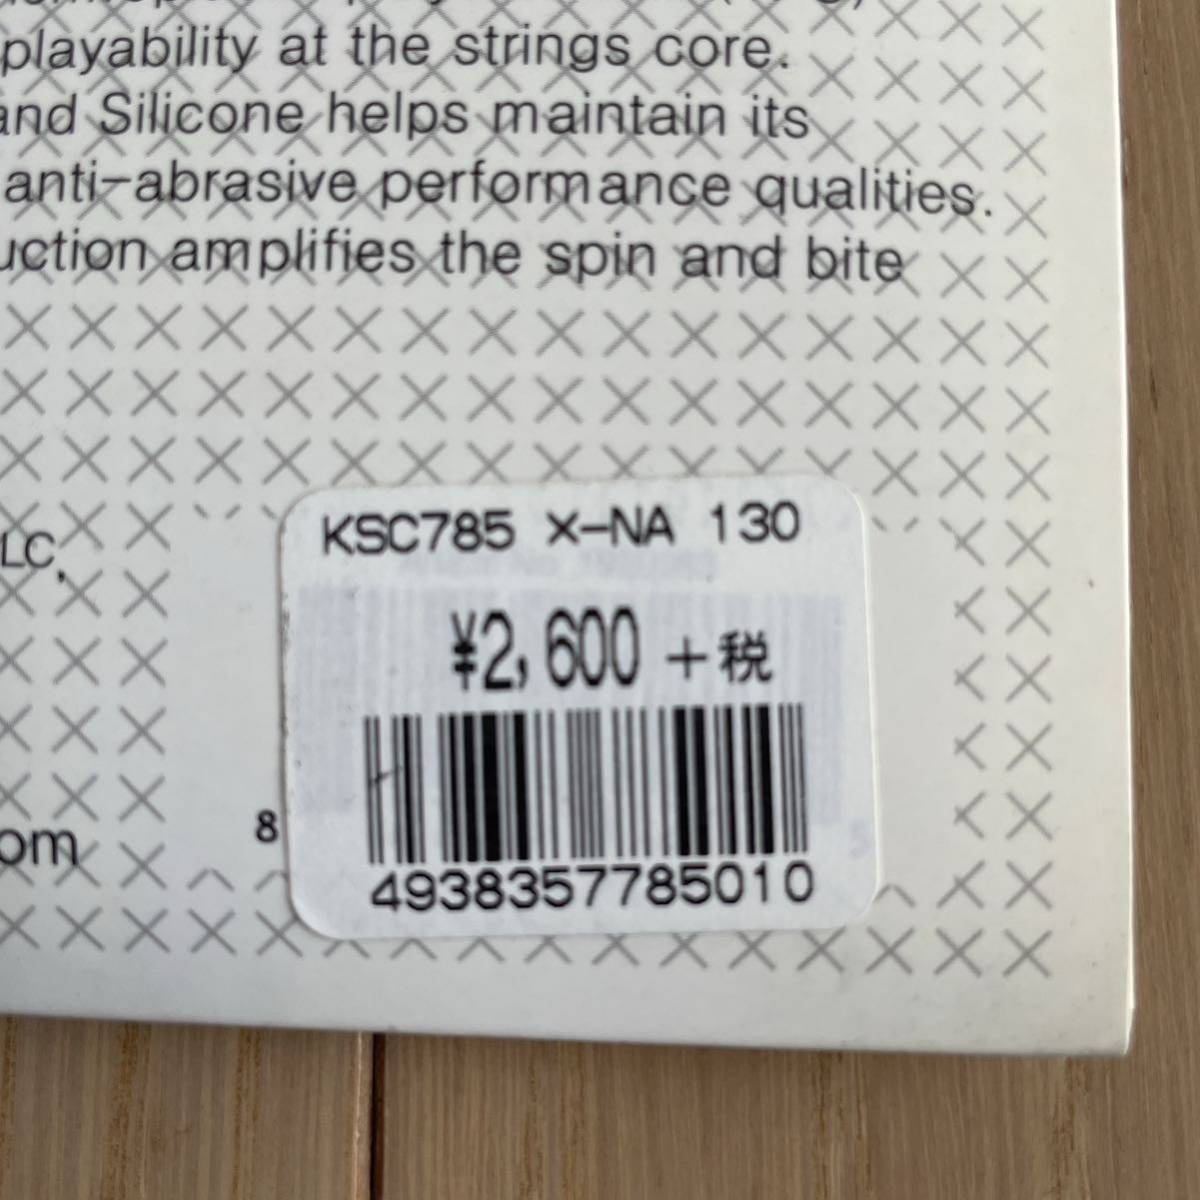 playability at the strings core.
and Silicone helps maintain its
anti-abrasive performance qualities.
uction amplifies the spin and bite
LC,
KSC785 X-NA 130
¥2,600 +税
om
8
4938357785010